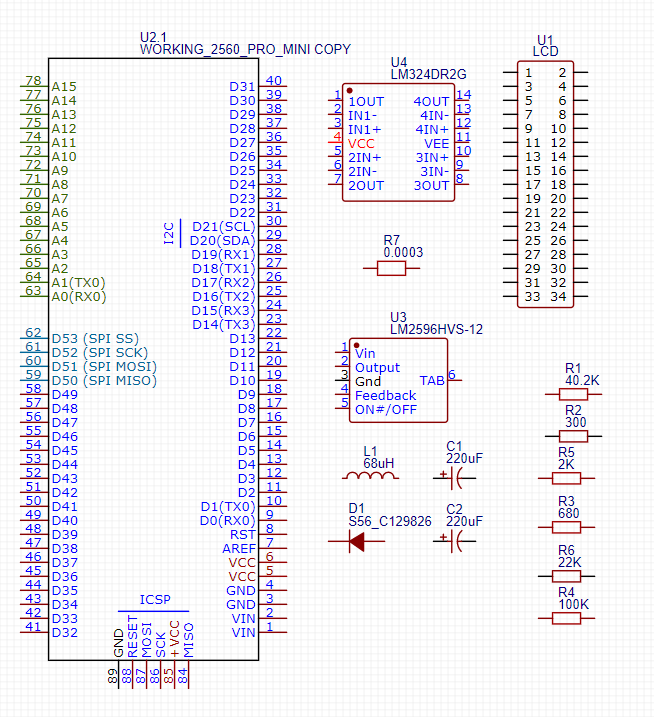 U2.1
WORKING_2560_PRO_MINI COPY
78 A15 D31 40
77 A14 D30 39
76 A13 D29 38
75 A12 D28 37
74 A11 D27 36
73 A10 D26 35
72 A9 D25 34
71 A8 D24 33
70 A7 D23 32
69 A6 D22 31
68 A5 D21(SCL) 30
67 A4 D20(SDA) 29
I2C
66 A3 D19(RX1) 28
65 A2 D18(TX1) 27
64 A1(TX0) D17(RX2) 26
63 A0(RX0) D16(TX2) 25
D15(RX3) 24
D14(TX3) 23
62 D53 (SPI SS) D13 22
61 D52 (SPI SCK) D12 21
60 D51 (SPI MOSI) D11 20
59 D50 (SPI MISO) D10 19
58 D49 D9 18
57 D48 D8 17
56 D47 D7 16
55 D46 D6 15
54 D45 D5 14
53 D44 D4 13
52 D43 D3 12
51 D42 D2 11
50 D41 D1(TX0) 10
49 D40 D0(RX0) 9
48 D39 RST 8
47 D38 AREF 7
46 D37 VCC 6
45 D36 VCC 5
44 D35 GND 4
43 D34 GND 3
42 D33 VIN 2
41 D32 VIN 1
ICSP
GND RESET MOSI SCK +VCC MISO
89 88 87 86 85 84
U4
LM324DR2G
1 1OUT 4OUT 14
2 IN1- 4IN- 13
3 IN1+ 4IN+ 12
4 VCC VEE 11
5 2IN+ 3IN+ 10
6 2IN- 3IN- 9
7 2OUT 3OUT 8
R7
0.0003
U3
LM2596HVS-12
1 Vin
2 Output
3 Gnd TAB 6
4 Feedback
5 ON#/OFF
L1
68uH
C1
220uF
D1
S56_C129826
C2
220uF
U1
LCD
1 2
3 4
5 6
7 8
9 10
11 12
13 14
15 16
17 18
19 20
21 22
23 24
25 26
27 28
29 30
31 32
33 34
R1
40.2K
R2
300
R5
2K
R3
680
R6
22K
R4
100K